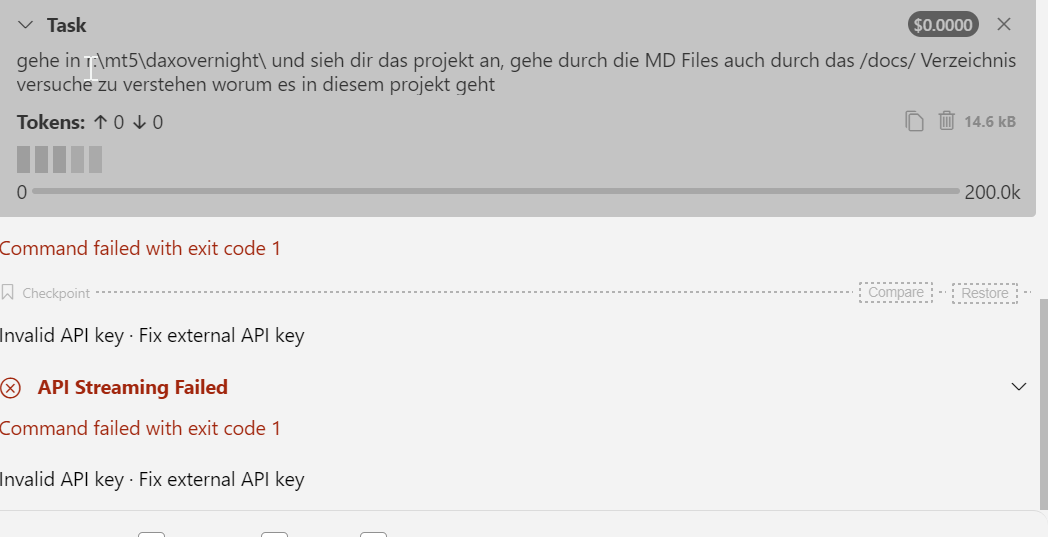 Task
$0.0000
gehe in r:\mt5\daxovernight\ und sieh dir das projekt an, gehe durch die MD Files auch durch das /docs/ Verzeichnis
versuche zu verstehen worum es in diesem projekt geht
Tokens: ↑ 0 ↓ 0
14.6 kB
0 200.0k
Command failed with exit code 1
Checkpoint Compare Restore
Invalid API key · Fix external API key
API Streaming Failed
Command failed with exit code 1
Invalid API key · Fix external API key